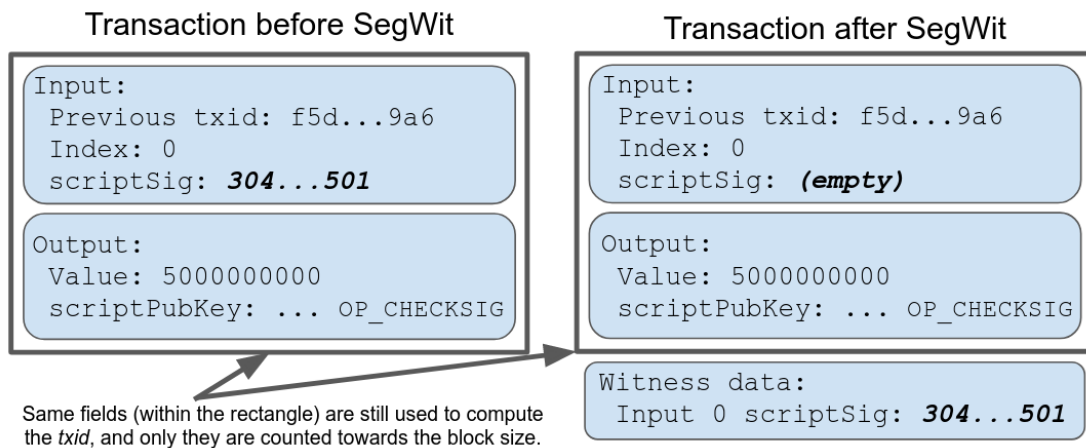 Transaction before SegWit
Input:
Previous txid: f5d...9a6
Index: 0
scriptSig: 304...501
Output:
Value: 5000000000
scriptPubKey: ... OP_CHECKSIG
Same fields (within the rectangle) are still used to compute
the txid, and only they are counted towards the block size.
Transaction after SegWit
Input:
Previous txid: f5d...9a6
Index: 0
scriptSig: (empty)
Output:
Value: 5000000000
scriptPubKey: ... OP_CHECKSIG
Witness data:
Input 0 scriptSig: 304...501